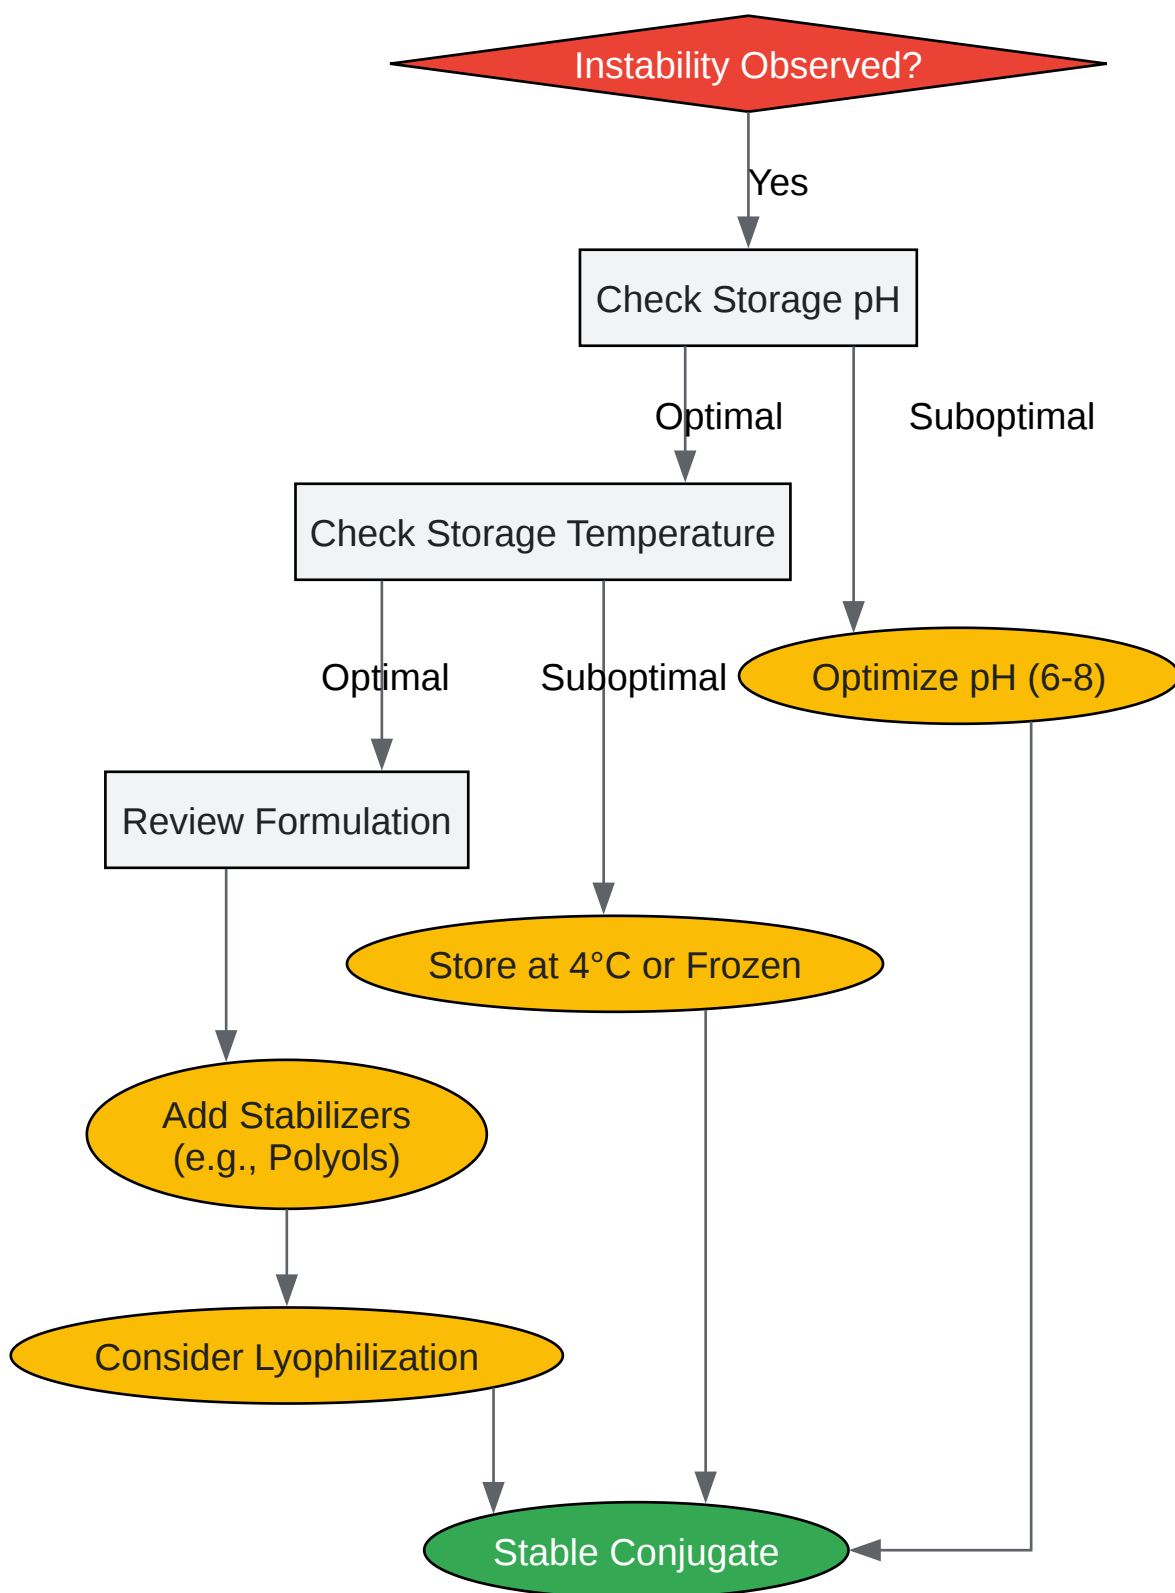 Instability Observed?
Yes
Check Storage pH
Optimal
Suboptimal
Check Storage Temperature
Optimal
Suboptimal
Optimize pH (6-8)
Review Formulation
Store at 4°C or Frozen
Add Stabilizers
(e.g., Polyols)
Consider Lyophilization
Stable Conjugate